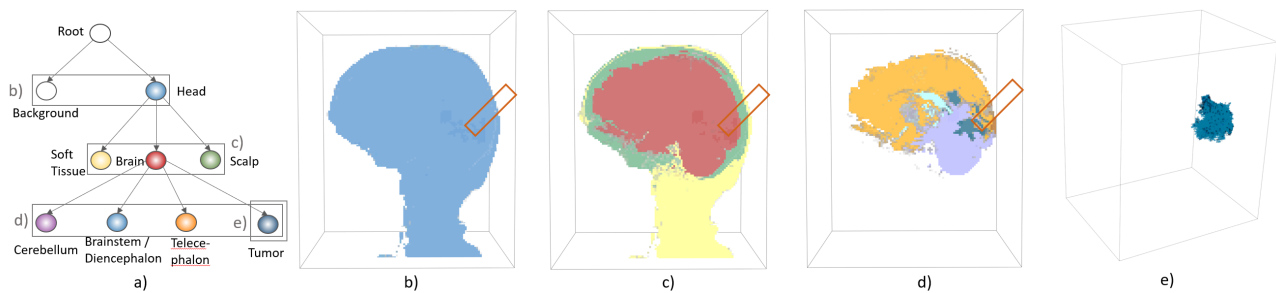 Root
b)
Head
Background
c)
Soft
Tissue
Brain
Scalp
d)
e)
Cerebellum
Brainstem /
Diencephalon
Telece-
phalon
Tumor
a)
b)
c)
d)
e)